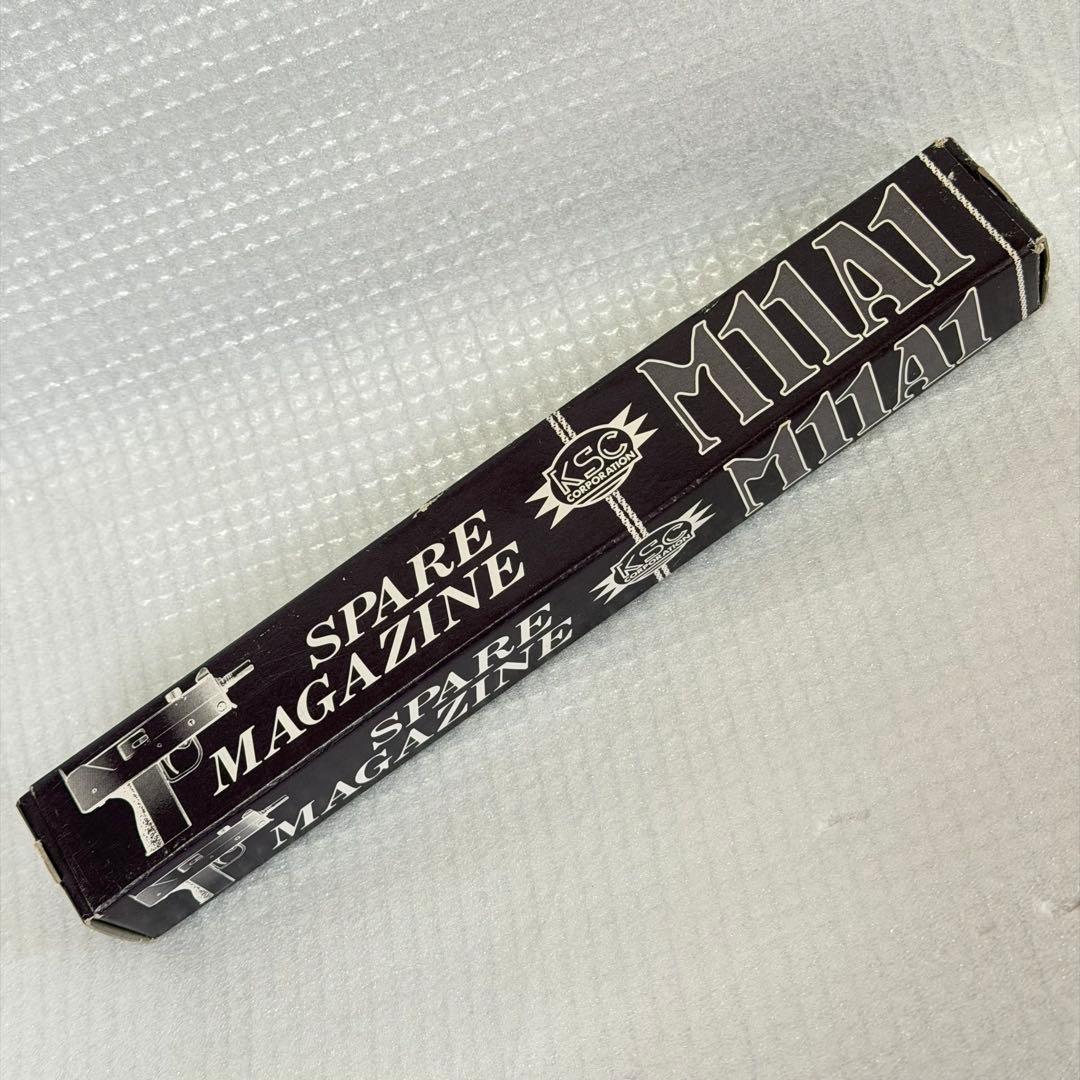 M11A1
KSC
CORPORATION
SPARE
MAGAZINE
M11A1
KSC
CORPORATION
SPARE
MAGAZINE